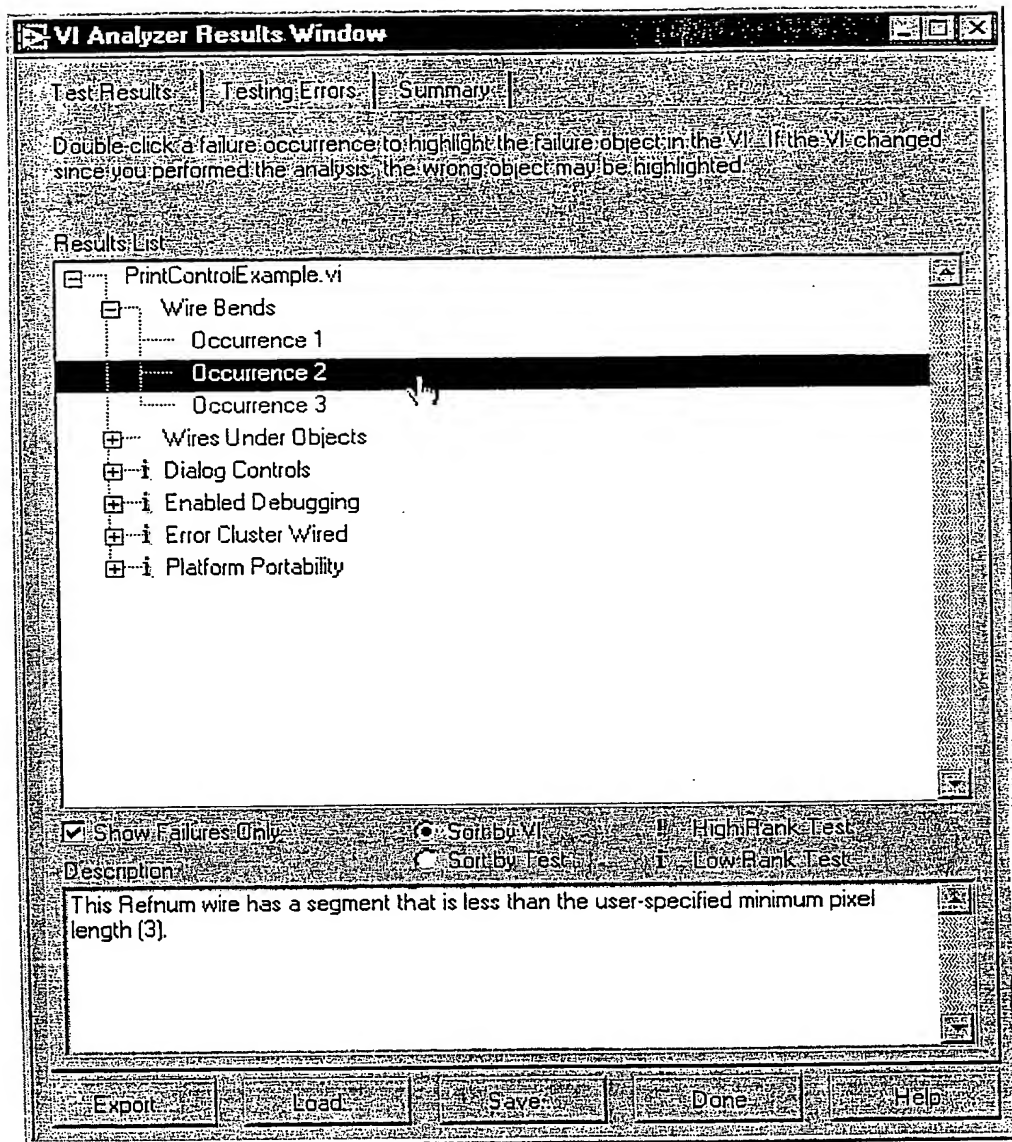 VI Analyzer Results Window
Test Results Testing Errors Summary
Double-click a failure occurrence to highlight the failure object in the VI. If the VI changed
since you performed the analysis, the wrong object may be highlighted.
Results List
PrintControlExample.vi
Wire Bends
Occurrence 1
Occurrence 2
Occurrence 3
Wires Under Objects
i Dialog Controls
i Enabled Debugging
i Error Cluster Wired
i Platform Portability
Show Failures Only Sort by VI !! High Rank Test
Sort by Test i Low Rank Test
Description
This Refnum wire has a segment that is less than the user-specified minimum pixel
length (3).
Export... Load... Save... Done Help